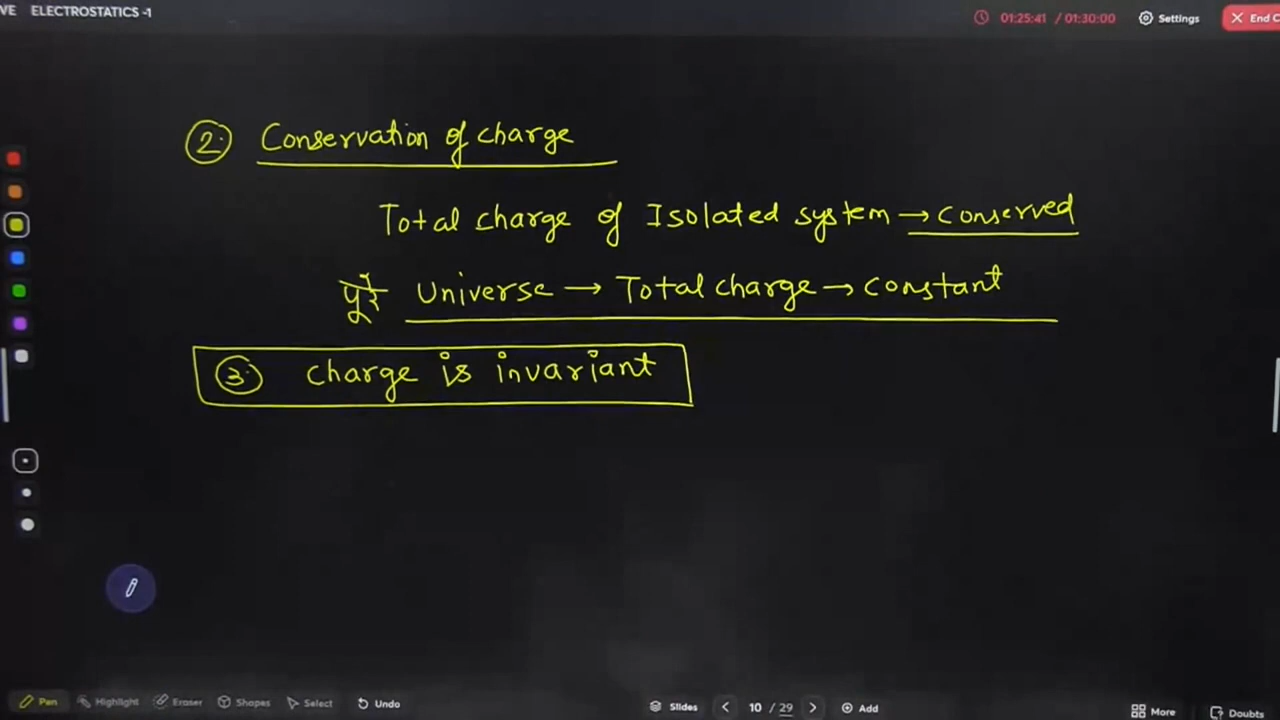 VE ELECTROSTATICS -1
01:25:41 / 01:30:00 Settings End C
2. Conservation of charge
Total charge of Isolated system → conserved
Universe → Total charge → constant
3. charge is invariant
Pen Highlight Eraser Shapes Select Undo Slides 10 / 29 Add More Doubts